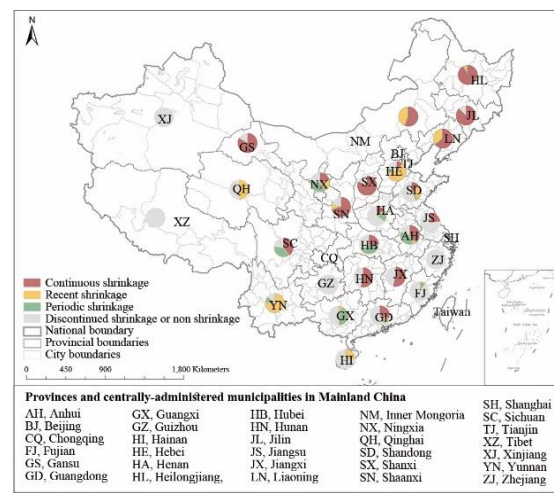 N
HL
JL
LN
XJ
NM
GS
BJ
TJ
HE
QH
NX
SX
SD
SN
HA
JS
XZ
SC
HB
AH
SH
CQ
ZJ
HN
JX
GZ
FJ
Taiwan
YN
GX
GD
HI
Continuous shrinkage
Recent shrinkage
Periodic shrinkage
Discontinued shrinkage or non shrinkage
National boundary
Provincial boundaries
City boundaries
0 450 900 1,800 Kilometers
Provinces and centrally-administered municipalities in Mainland China
AH, Anhui GX, Guangxi HB, Hubei NM, Inner Mongoria SH, Shanghai
BJ, Beijing GZ, Guizhou HN, Hunan NX, Ningxia SC, Sichuan
CQ, Chongqing HI, Hainan JL, Jilin QH, Qinghai TJ, Tianjin
FJ, Fujian HE, Hebei JS, Jiangsu SD, Shandong XZ, Tibet
GS, Gansu HA, Henan JX, Jiangxi SX, Shanxi XJ, Xinjiang
GD, Guangdong HL, Heilongjiang, LN, Liaoning SN, Shaanxi YN, Yunnan
ZJ, Zhejiang